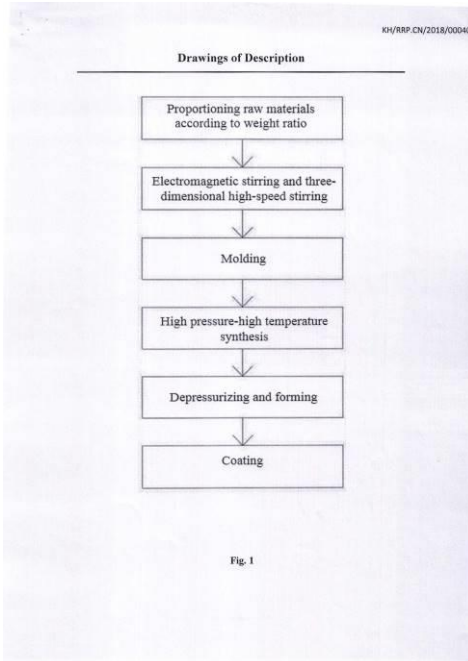 KH/RRP.CN/2018/00040
Drawings of Description
Proportioning raw materials
according to weight ratio
Electromagnetic stirring and three-
dimensional high-speed stirring
Molding
High pressure-high temperature
synthesis
Depressurizing and forming
Coating
Fig. 1